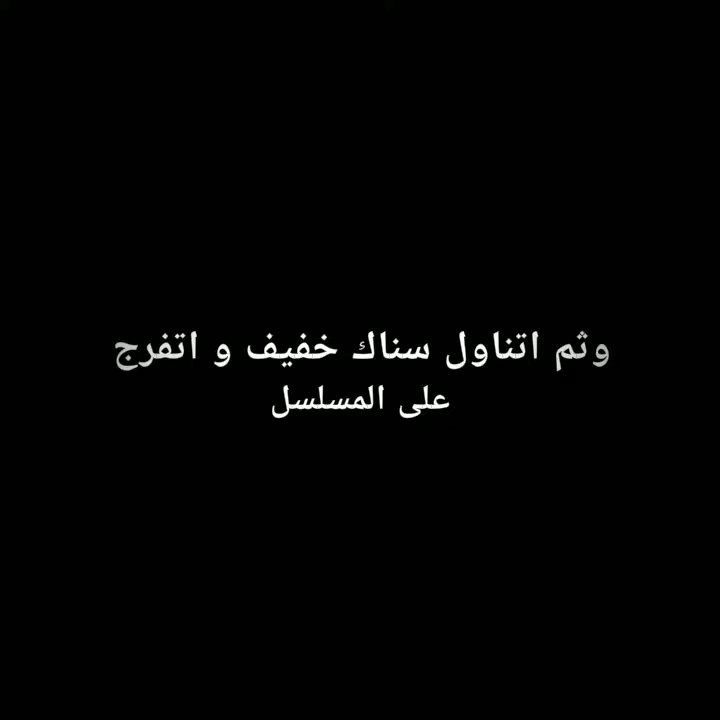 وثم اتناول سناك خفيف و اتفرج
على المسلسل